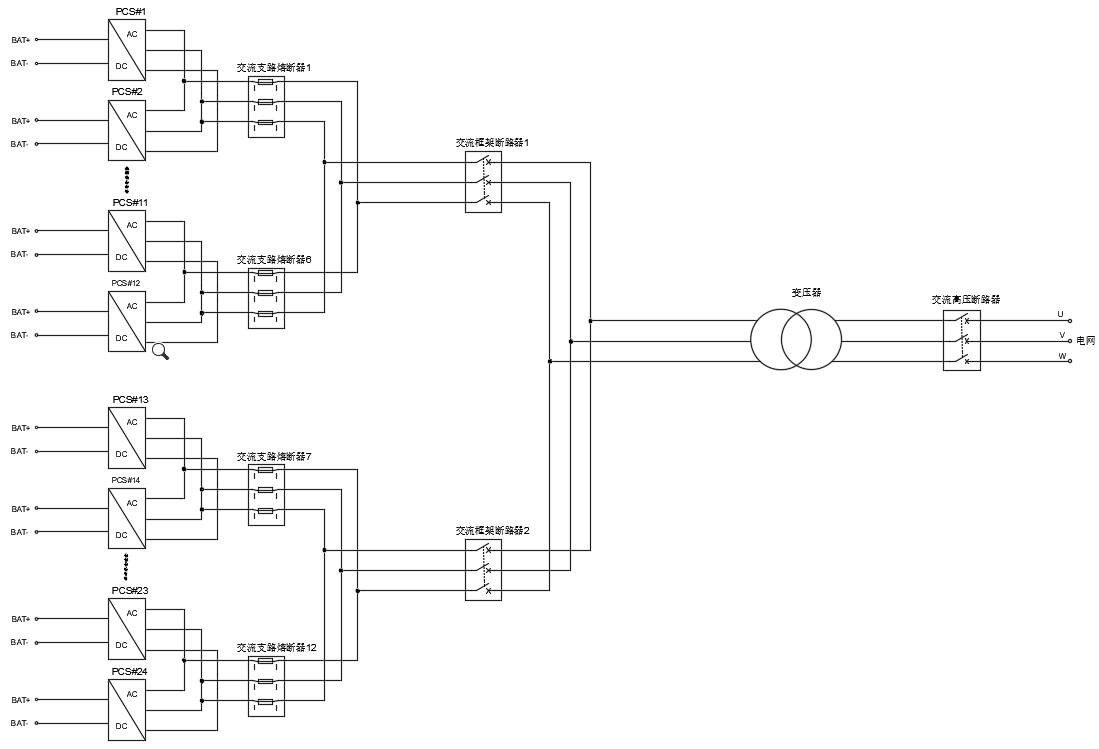 PCS#1
AC
DC
BAT+
BAT-
PCS#2
AC
DC
BAT+
BAT-
交流支路熔断器1
PCS#11
AC
DC
BAT+
BAT-
PCS#12
AC
DC
BAT+
BAT-
交流支路熔断器6
交流框架断路器1
PCS#13
AC
DC
BAT+
BAT-
PCS#14
AC
DC
BAT+
BAT-
交流支路熔断器7
PCS#23
AC
DC
BAT+
BAT-
PCS#24
AC
DC
BAT+
BAT-
交流支路熔断器12
交流框架断路器2
变压器
交流高压断路器
U
V
W
电网